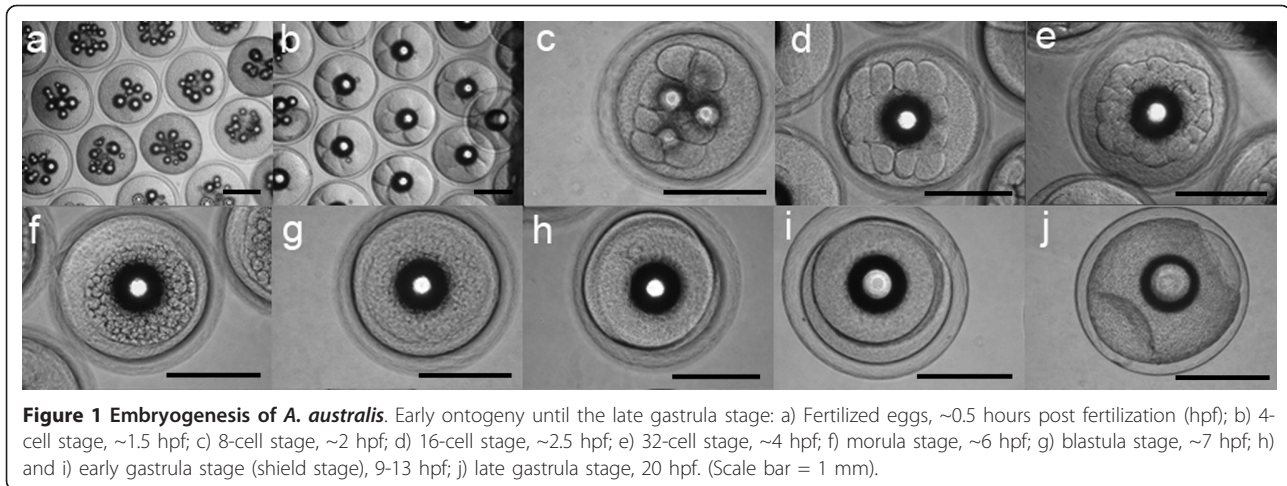 a
b
c
d
e
f
g
h
i
j
Figure 1 Embryogenesis of A. australis. Early ontogeny until the late gastrula stage: a) Fertilized eggs, ~0.5 hours post fertilization (hpf); b) 4-
cell stage, ~1.5 hpf; c) 8-cell stage, ~2 hpf; d) 16-cell stage, ~2.5 hpf; e) 32-cell stage, ~4 hpf; f) morula stage, ~6 hpf; g) blastula stage, ~7 hpf; h)
and i) early gastrula stage (shield stage), 9-13 hpf; j) late gastrula stage, 20 hpf. (Scale bar = 1 mm).